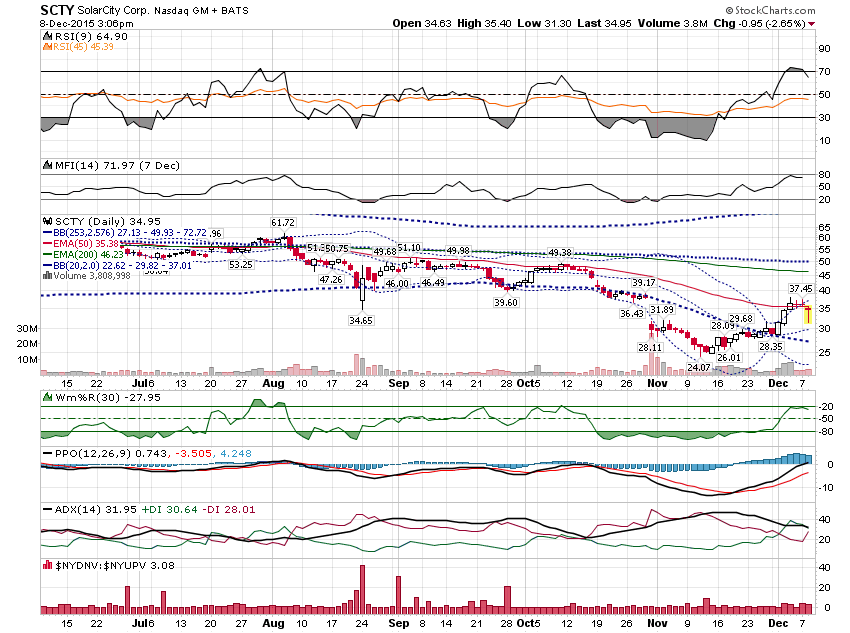 SCTY SolarCity Corp. Nasdaq GM + BATS
© StockCharts.com
8-Dec-2015 3:06pm
Open 34.63 High 35.40 Low 31.30 Last 34.95 Volume 3.8M Chg -0.95 (-2.65%)
RSI(9) 64.90
RSI(45) 45.39
90
70
50
30
10
MFI(14) 71.97 (7 Dec)
80
50
20
SCTY (Daily) 34.95
BB(253,2.576) 27.13 - 49.93 - 72.72
EMA(50) 35.38
EMA(200) 46.23
BB(20,2.0) 22.62 - 29.82 - 37.01
Volume 3,808,998
.96
61.72
53.25
51.3
50.75
47.26
34.65
49.68
51.10
46.00
46.49
49.98
39.60
49.38
36.43
39.17
28.11
31.89
24.07
28.09
26.01
29.68
28.35
37.45
65
60
55
50
45
40
35
30
25
30M
20M
10M
15 22 Jul6 13 20 27 Aug 10 17 24 Sep 8 14 21 28 Oct5 12 19 26 Nov 9 16 23 Dec 7
Wm%R(30) -27.95
-20
-50
-80
PPO(12,26,9) 0.743, -3.505, 4.248
0
-10
ADX(14) 31.95 +DI 30.64 -DI 28.01
40
20
$NYDNV:$NYUPV 3.08
40
20
0
15 22 Jul6 13 20 27 Aug 10 17 24 Sep 8 14 21 28 Oct5 12 19 26 Nov 9 16 23 Dec 7